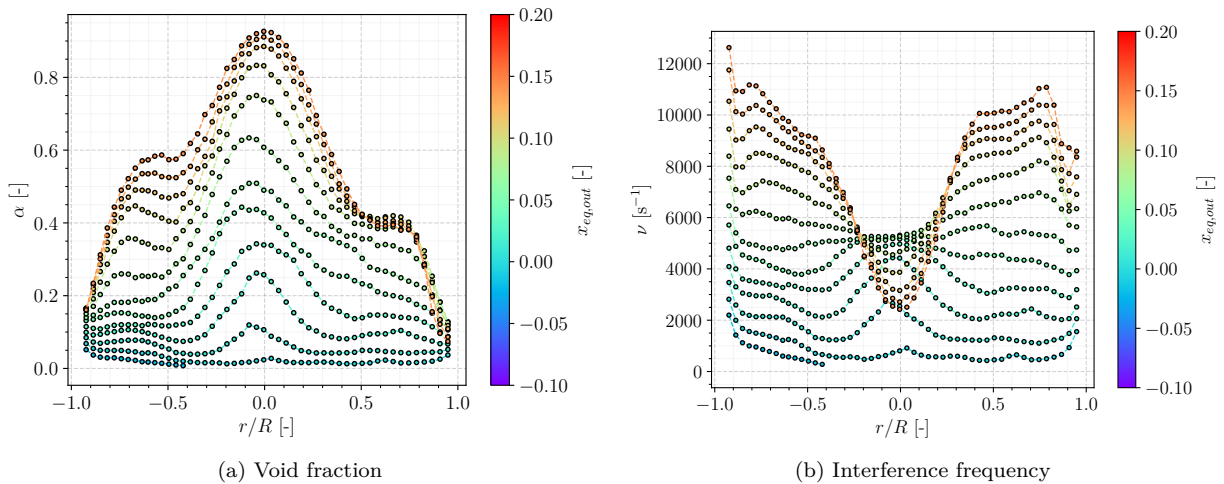 0.20
0.15
0.10
0.05
0.00
−0.05
−0.10
x_{eq,out} [-]
0.8
0.6
0.4
0.2
0.0
α [-]
−1.0 −0.5 0.0 0.5 1.0
r/R [-]
(a) Void fraction
0.20
0.15
0.10
0.05
0.00
−0.05
−0.10
x_{eq,out} [-]
12000
10000
8000
6000
4000
2000
0
ν [s⁻¹]
−1.0 −0.5 0.0 0.5 1.0
r/R [-]
(b) Interference frequency